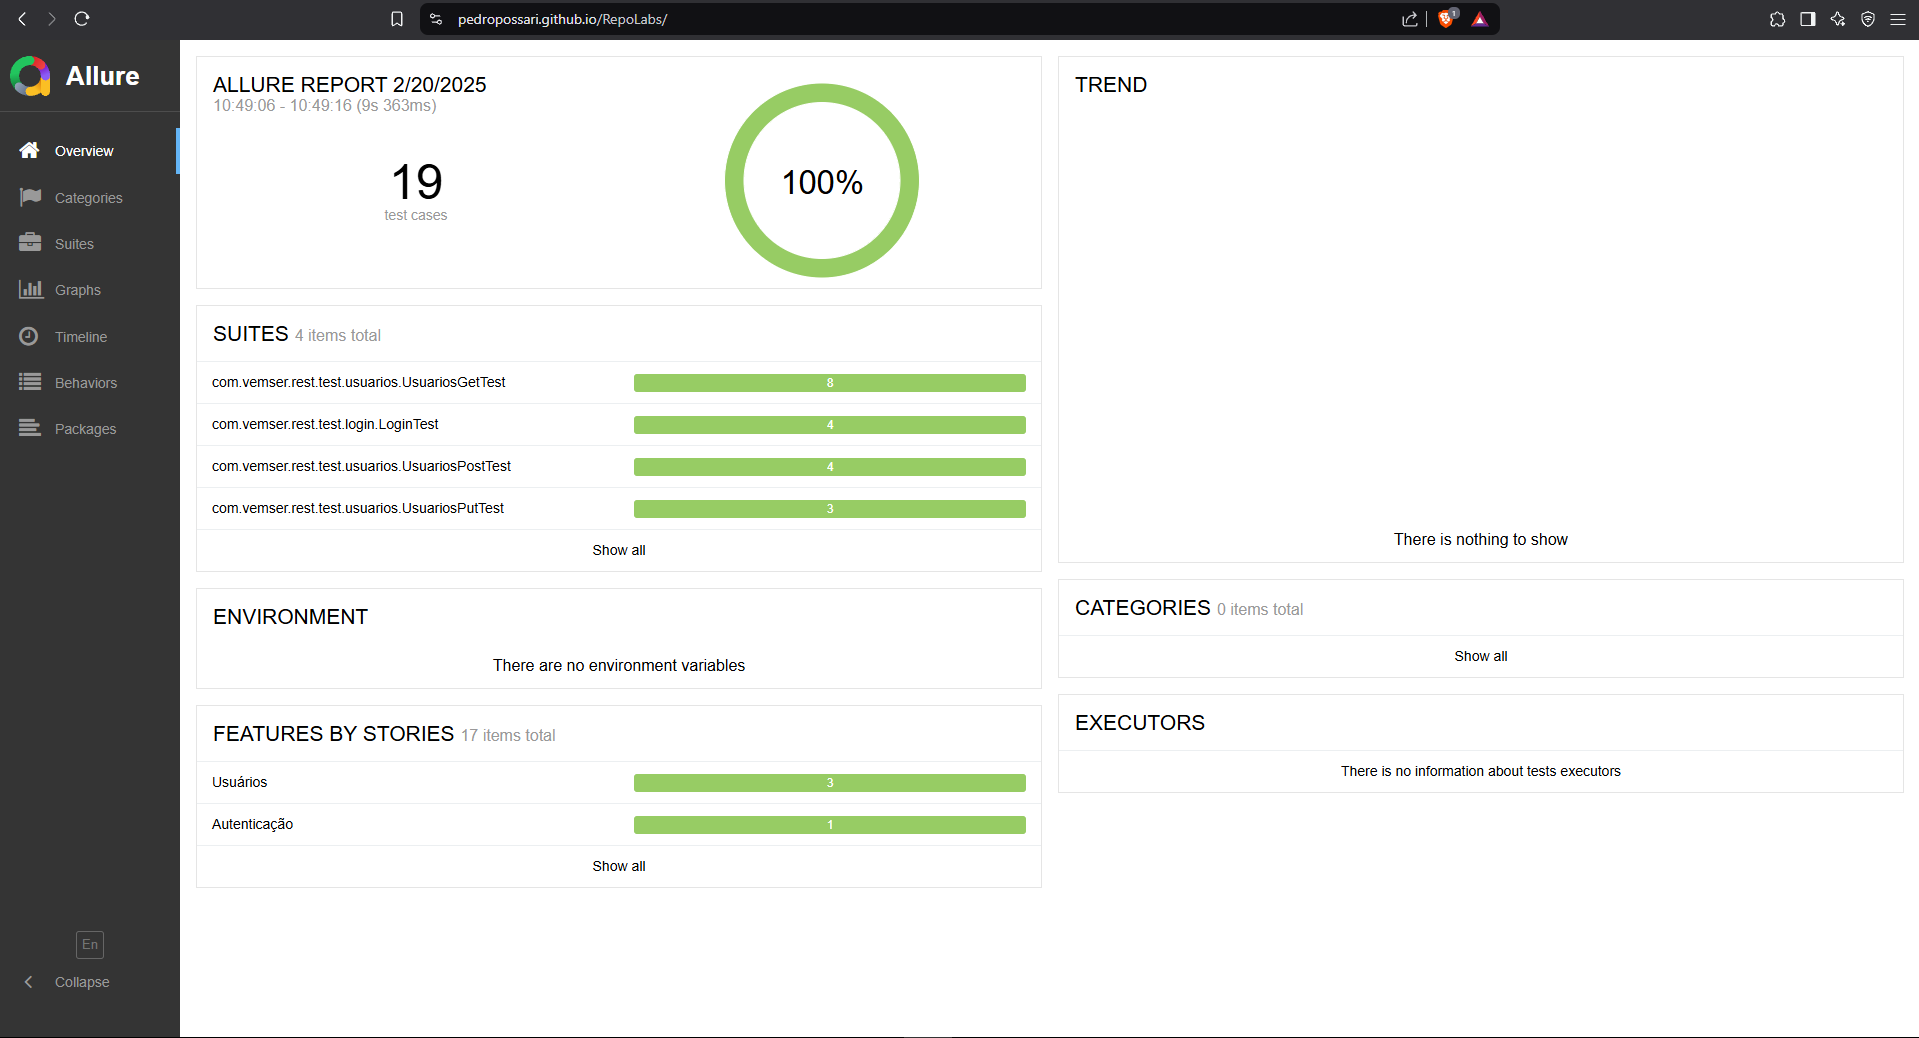 pedropossari.github.io/RepoLabs/
1
Allure
Overview
Categories
Suites
Graphs
Timeline
Behaviors
Packages
En
Collapse
ALLURE REPORT 2/20/2025
10:49:06 - 10:49:16 (9s 363ms)
19
test cases
100%
SUITES 4 items total
com.vemser.rest.test.usuarios.UsuariosGetTest 8
com.vemser.rest.test.login.LoginTest 4
com.vemser.rest.test.usuarios.UsuariosPostTest 4
com.vemser.rest.test.usuarios.UsuariosPutTest 3
Show all
ENVIRONMENT
There are no environment variables
FEATURES BY STORIES 17 items total
Usuários 3
Autenticação 1
Show all
TREND
There is nothing to show
CATEGORIES 0 items total
Show all
EXECUTORS
There is no information about tests executors